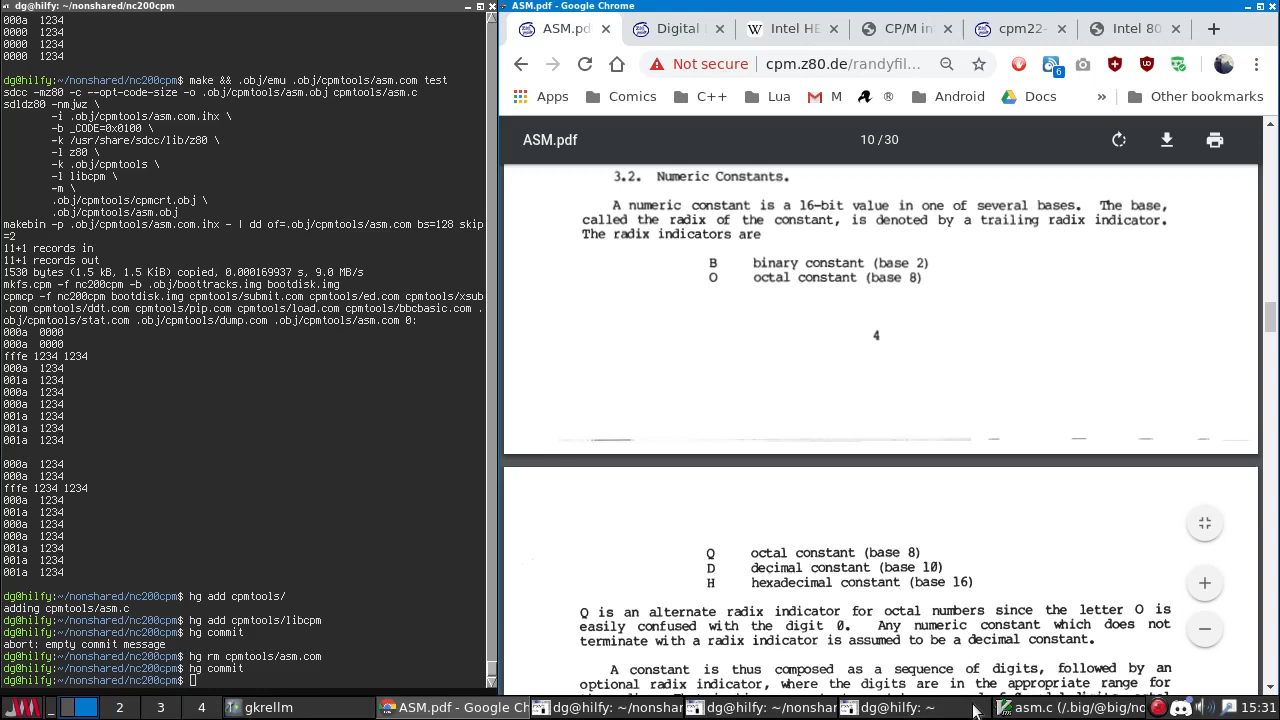 dg@hilfy: ~/nonshared/nc200cpm
000a  1234
0000  1234
0000  1234
0000  1234
dg@hilfy:~/nonshared/nc200cpm$ make && .obj/emu .obj/cpmtools/asm.com test
sdcc -mz80 -c --opt-code-size -o .obj/cpmtools/asm.obj cpmtools/asm.c
sdldz80 -nmjwz \
-i .obj/cpmtools/asm.com.ihx \
-b _CODE=0x0100 \
-k /usr/share/sdcc/lib/z80 \
-l z80 \
-k .obj/cpmtools \
-l libcpm \
-m \
.obj/cpmtools/cpmcrt.obj \
.obj/cpmtools/asm.obj
makebin -p .obj/cpmtools/asm.com.ihx - | dd of=.obj/cpmtools/asm.com bs=128 skip
=2
11+1 records in
11+1 records out
1530 bytes (1.5 kB, 1.5 KiB) copied, 0.000169937 s, 9.0 MB/s
mkfs.cpm -f nc200cpm -b .obj/bootblocks.img bootdisk.img
cpmcp -f nc200cpm bootdisk.img cpmtools/submit.com cpmtools/ed.com cpmtools/xsub
.com cpmtools/ddt.com cpmtools/pip.com cpmtools/load.com cpmtools/bbcbasic.com .
obj/cpmtools/stat.com .obj/cpmtools/dump.com .obj/cpmtools/asm.com 0:
000a  0000
000a  0000
fffe 1234 1234
000a  1234
001a  1234
000a  1234
000a  1234
001a  1234
001a  1234
001a  1234
000a  1234
000a  1234
fffe 1234 1234
000a  1234
001a  1234
000a  1234
000a  1234
001a  1234
001a  1234
001a  1234
dg@hilfy:~/nonshared/nc200cpm$ hg add cpmtools/
adding cpmtools/asm.c
dg@hilfy:~/nonshared/nc200cpm$ hg add cpmtools/libcpm
dg@hilfy:~/nonshared/nc200cpm$ hg commit
abort: empty commit message
dg@hilfy:~/nonshared/nc200cpm$ hg rm cpmtools/asm.com
dg@hilfy:~/nonshared/nc200cpm$ hg commit
dg@hilfy:~/nonshared/nc200cpm$
ASM.pdf - Google Chrome
ASM.pd Digital Intel HE CP/M in cpm22- Intel 80
Not secure cpm.z80.de/randyfil 6
Apps Comics C++ Lua M ® Android Docs » Other bookmarks
ASM.pdf 10 / 30
3.2. Numeric Constants.
A numeric constant is a 16-bit value in one of several bases. The base,
called the radix of the constant, is denoted by a trailing radix indicator.
The radix indicators are
B binary constant (base 2)
O octal constant (base 8)
4
Q octal constant (base 8)
D decimal constant (base 10)
H hexadecimal constant (base 16)
Q is an alternate radix indicator for octal numbers since the letter O is
easily confused with the digit 0. Any numeric constant which does not
terminate with a radix indicator is assumed to be a decimal constant.
A constant is thus composed as a sequence of digits, followed by an
optional radix indicator, where the digits are in the appropriate range for
2 3 4 gkrellm ASM.pdf - Google Ch dg@hilfy: ~/nonshar dg@hilfy: ~/nonshar dg@hilfy: ~ asm.c (/.big/@big/no 15:31